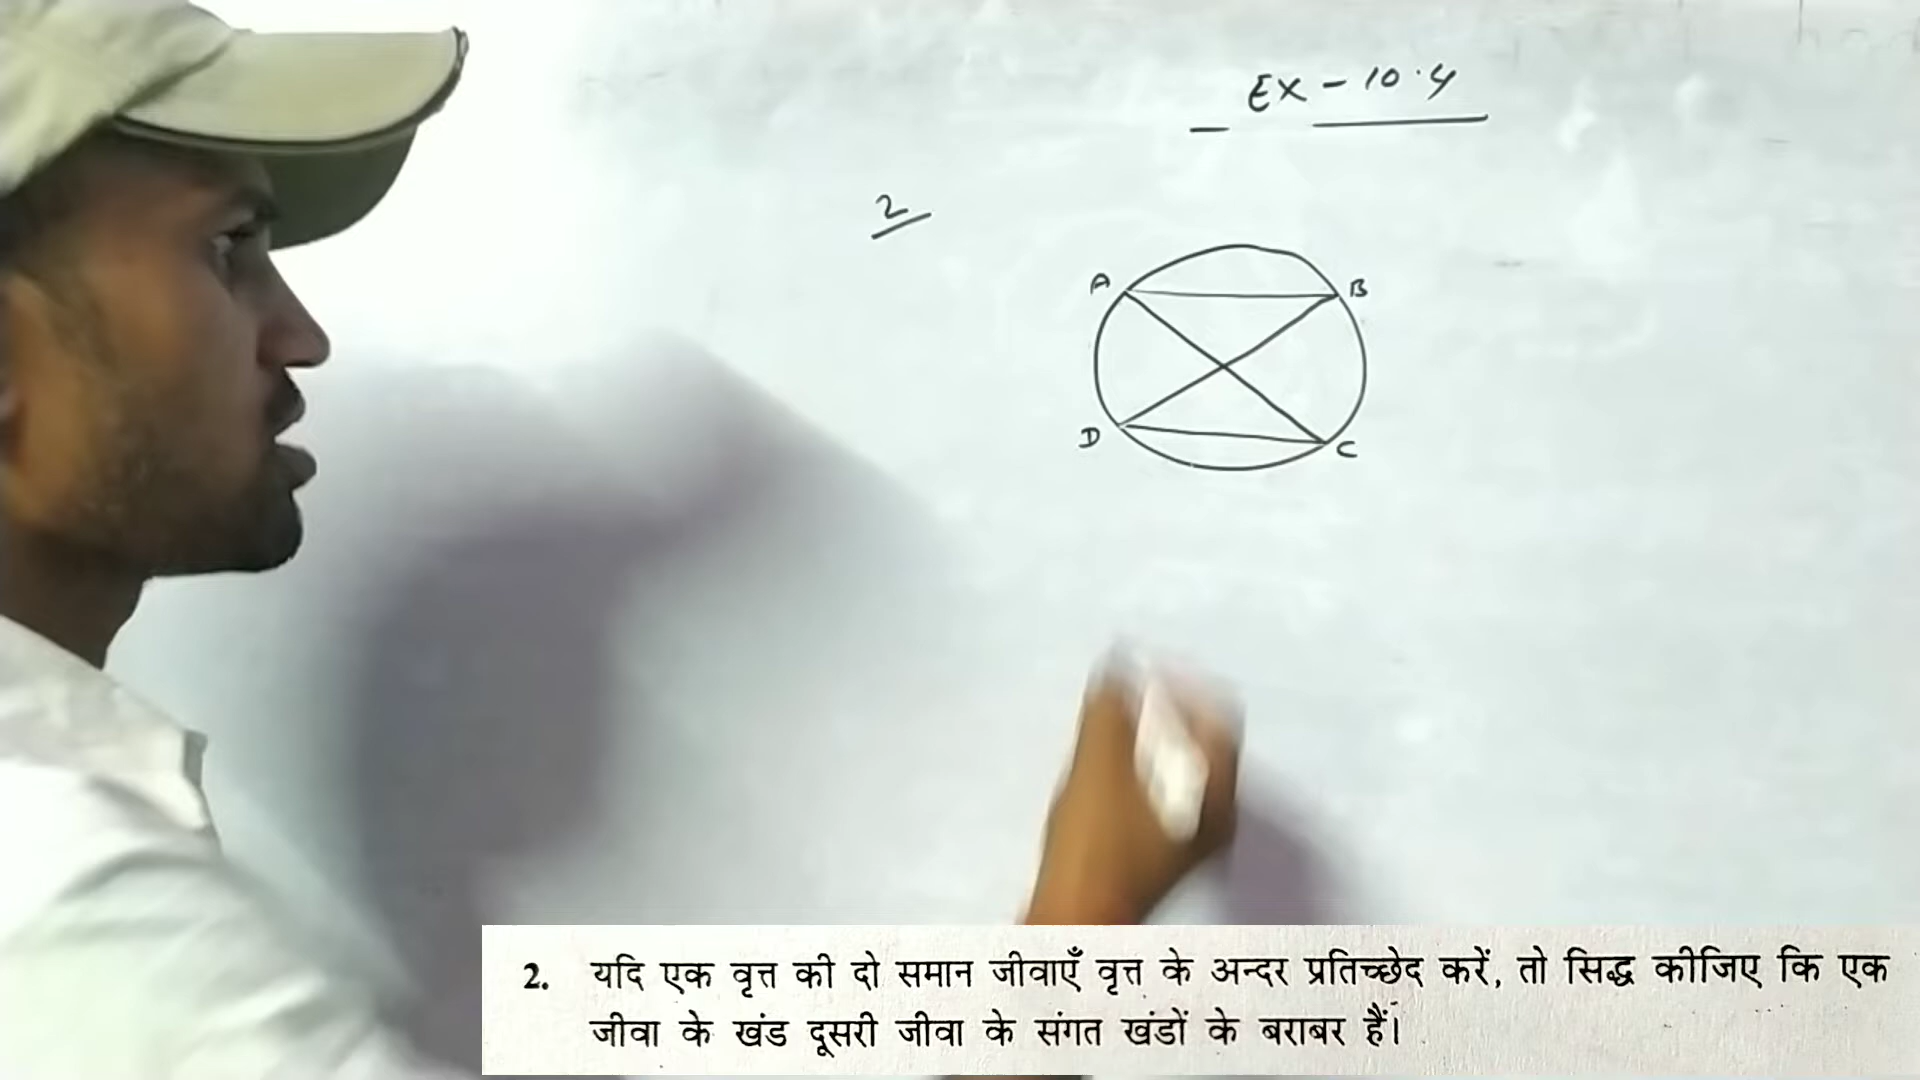 EX - 10.4
2
A
B
D
C
2. यदि एक वृत्त की दो समान जीवाएँ वृत्त के अन्दर प्रतिच्छेद करें, तो सिद्ध कीजिए कि एक
जीवा के खंड दूसरी जीवा के संगत खंडों के बराबर हैं।